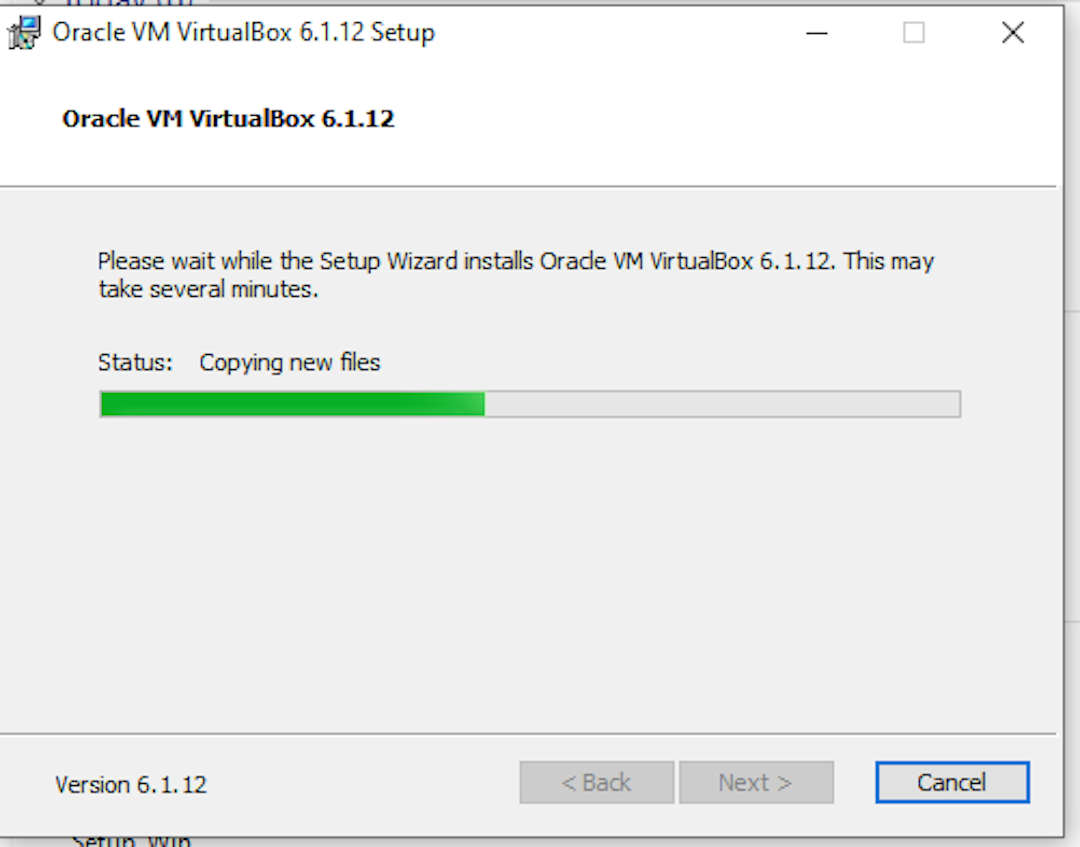 Oracle VM VirtualBox 6.1.12 Setup
Oracle VM VirtualBox 6.1.12
Please wait while the Setup Wizard installs Oracle VM VirtualBox 6.1.12. This may
take several minutes.
Status: Copying new files
Version 6.1.12
< Back
Next >
Cancel